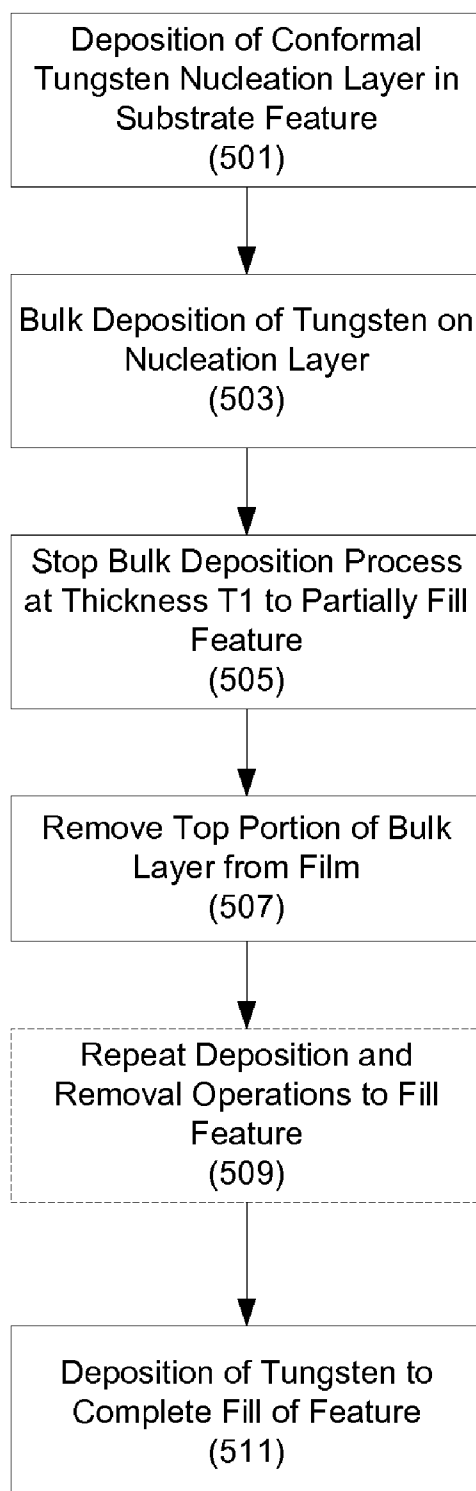 Deposition of Conformal
Tungsten Nucleation Layer in
Substrate Feature
(501)
Bulk Deposition of Tungsten on
Nucleation Layer
(503)
Stop Bulk Deposition Process
at Thickness T1 to Partially Fill
Feature
(505)
Remove Top Portion of Bulk
Layer from Film
(507)
Repeat Deposition and
Removal Operations to Fill
Feature
(509)
Deposition of Tungsten to
Complete Fill of Feature
(511)